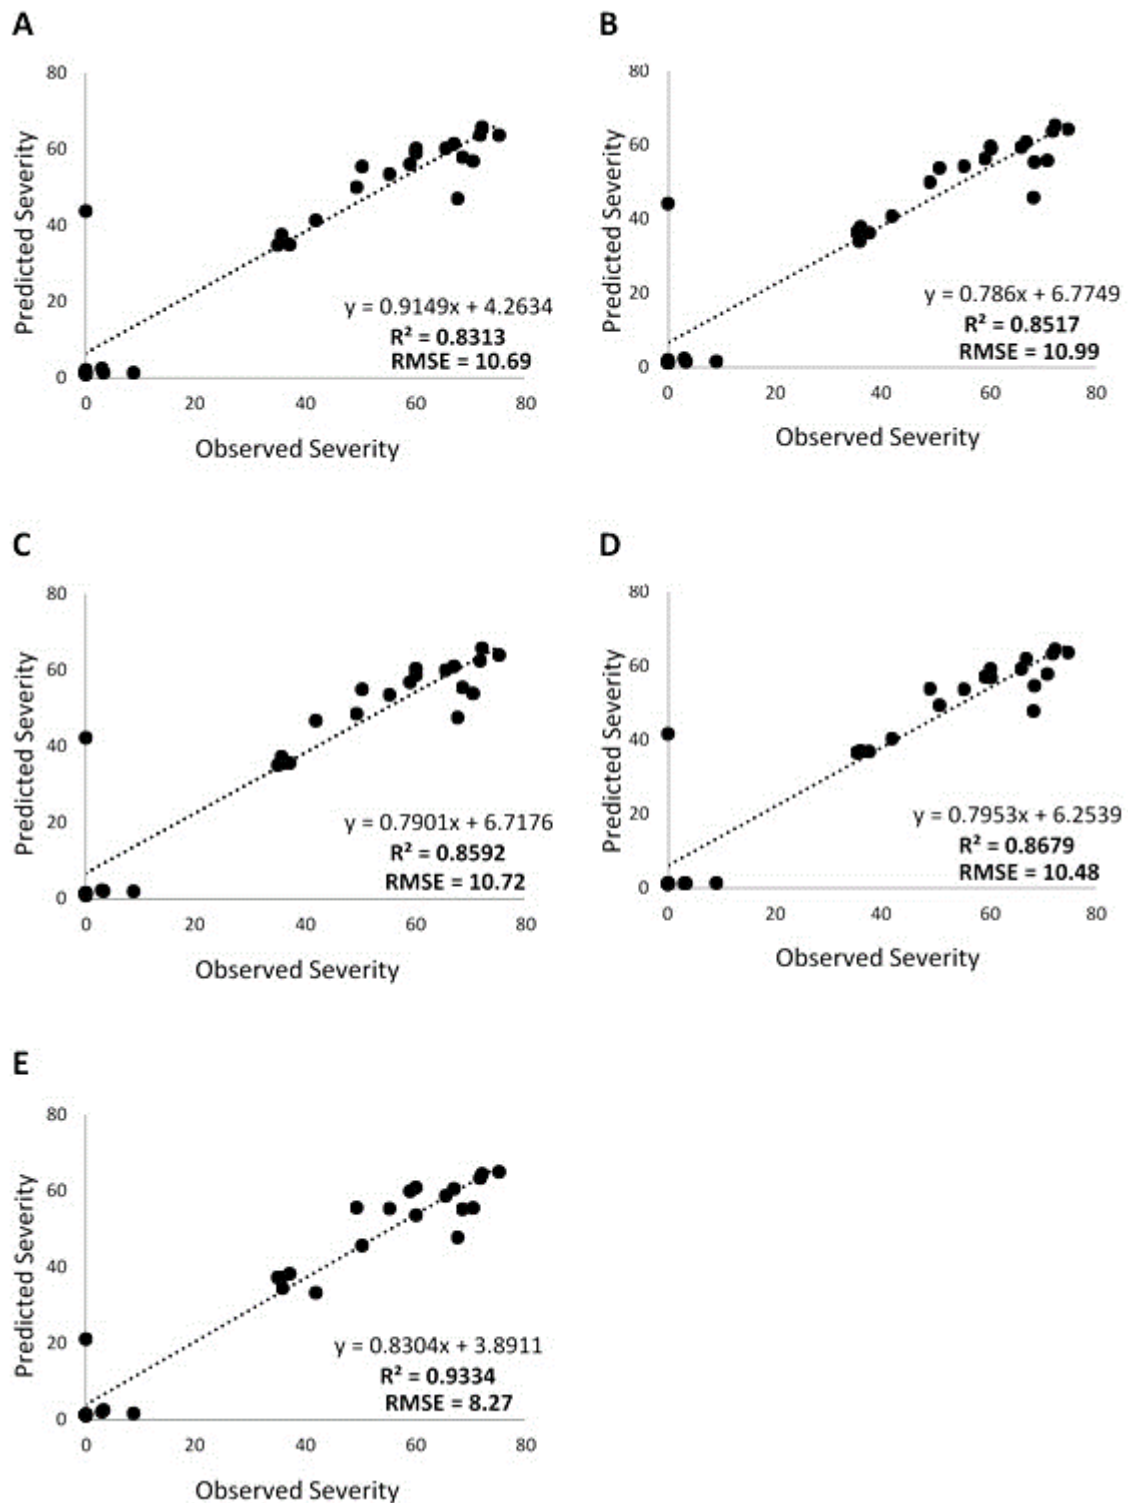 A
Predicted Severity
80
60
40
20
0
0 20 40 60 80
y = 0.9149x + 4.2634
R² = 0.8313
RMSE = 10.69
Observed Severity
B
Predicted Severity
80
60
40
20
0
0 20 40 60 80
y = 0.786x + 6.7749
R² = 0.8517
RMSE = 10.99
Observed Severity
C
Predicted Severity
80
60
40
20
0
0 20 40 60 80
y = 0.7901x + 6.7176
R² = 0.8592
RMSE = 10.72
Observed Severity
D
Predicted Severity
80
60
40
20
0
0 20 40 60 80
y = 0.7953x + 6.2539
R² = 0.8679
RMSE = 10.48
Observed Severity
E
Predicted Severity
80
60
40
20
0
0 20 40 60 80
y = 0.8304x + 3.8911
R² = 0.9334
RMSE = 8.27
Observed Severity